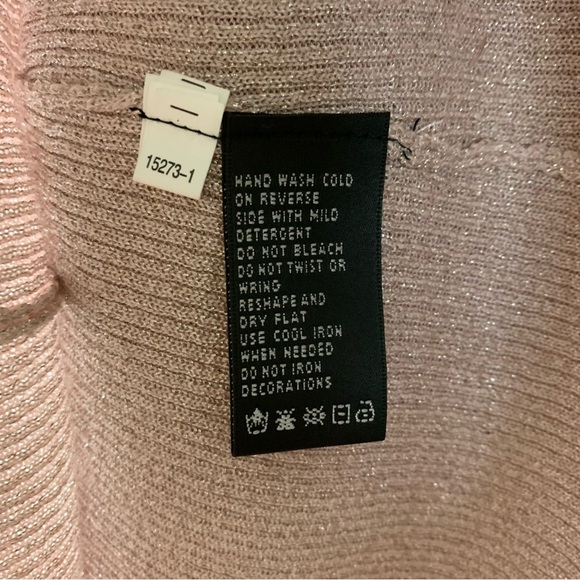 15273-1
HAND WASH COLD
ON REVERSE
SIDE WITH MILD
DETERGENT
DO NOT BLEACH
DO NOT TWIST OR
WRING
RESHAPE AND
DRY FLAT
USE COOL IRON
WHEN NEEDED
DO NOT IRON
DECORATIONS